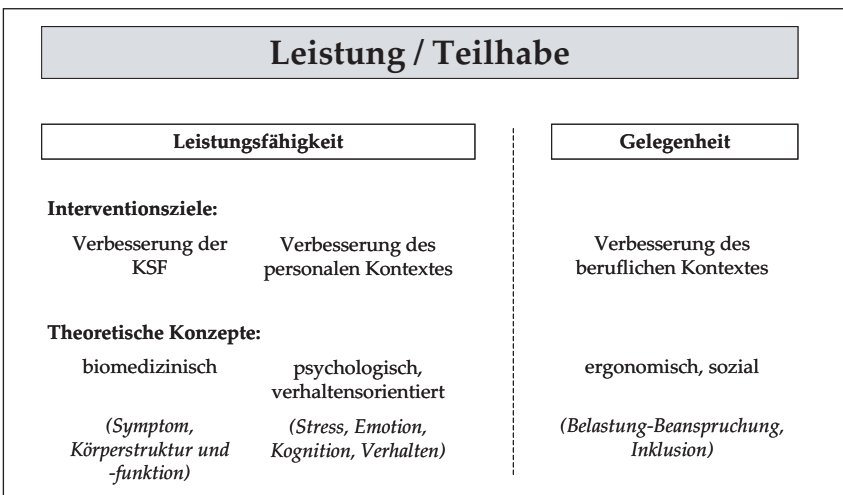 Leistung / Teilhabe
Leistungsfähigkeit
Gelegenheit
Interventionsziele:
Verbesserung der
KSF
Verbesserung des
personalen Kontextes
Verbesserung des
beruflichen Kontextes
Theoretische Konzepte:
biomedizinisch
(Symptom,
Körperstruktur und
-funktion)
psychologisch,
verhaltensorientiert
(Stress, Emotion,
Kognition, Verhalten)
ergonomisch, sozial
(Belastung-Beanspruchung,
Inklusion)